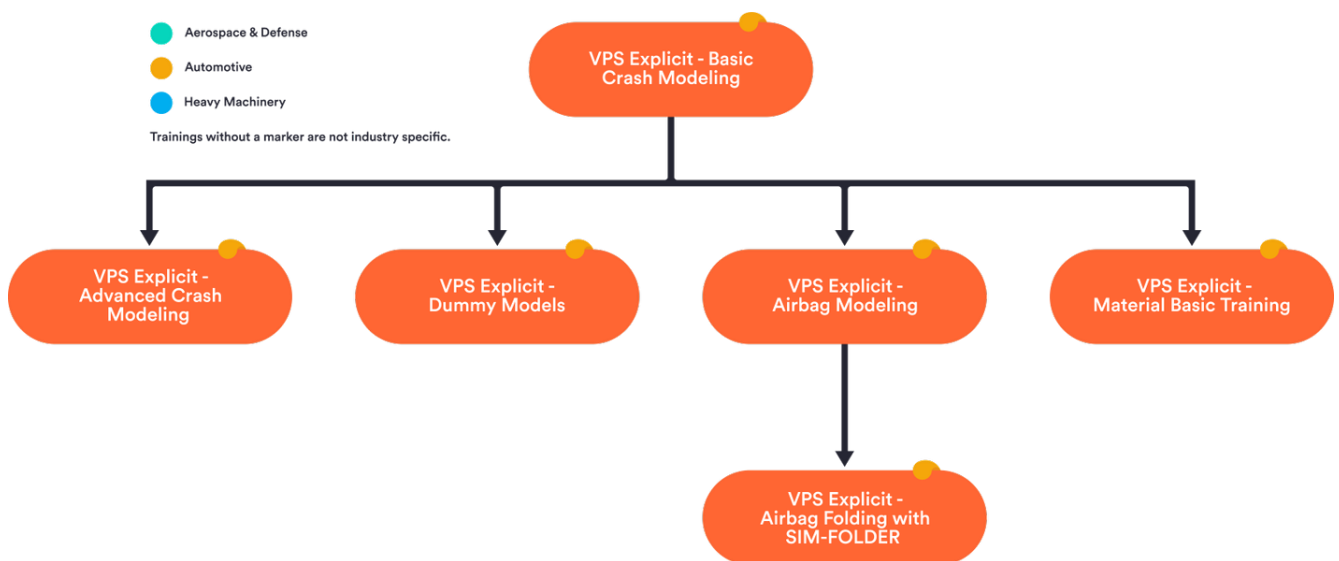 Aerospace & Defense
Automotive
Heavy Machinery
Trainings without a marker are not industry specific.
VPS Explicit - Basic
Crash Modeling
VPS Explicit -
Advanced Crash
Modeling
VPS Explicit -
Dummy Models
VPS Explicit -
Airbag Modeling
VPS Explicit -
Material Basic Training
VPS Explicit -
Airbag Folding with
SIM-FOLDER